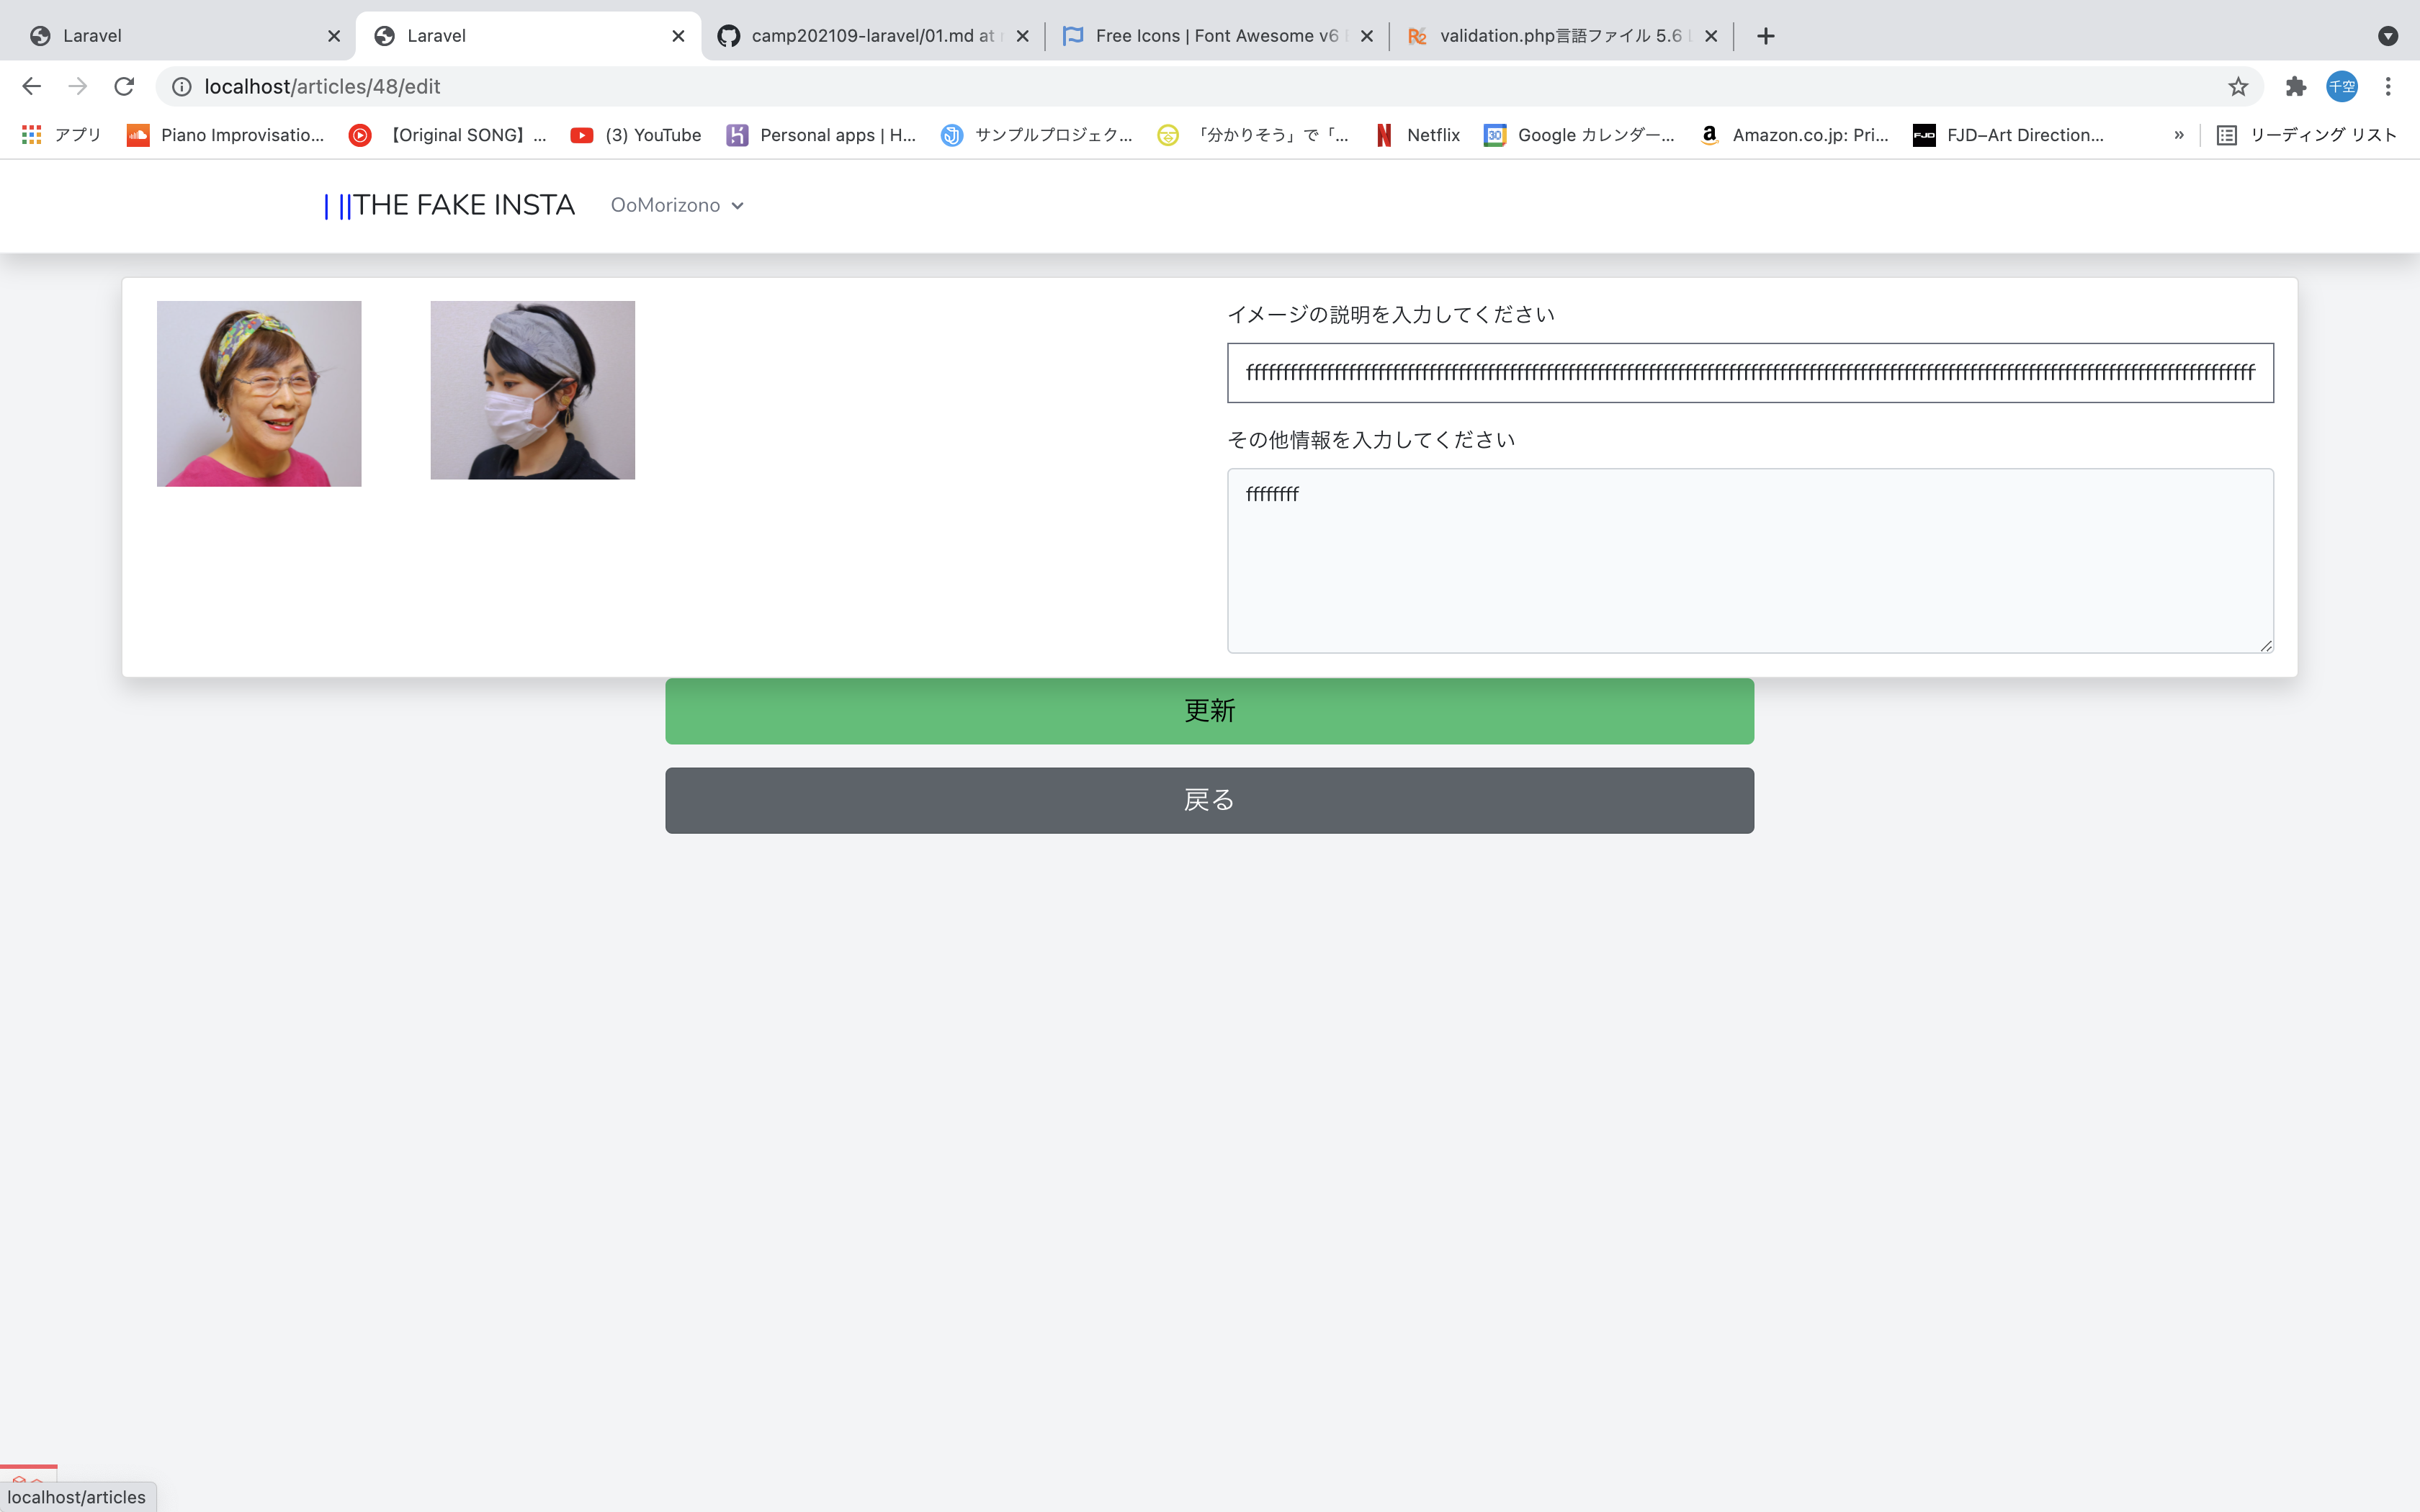 Laravel
Laravel
camp202109-laravel/01.md at
Free Icons | Font Awesome v6
validation.php言語ファイル 5.6
localhost/articles/48/edit
千空
アプリ
Piano Improvisatio...
【Original SONG】...
(3) YouTube
Personal apps | H...
サンプルプロジェク...
「分かりそう」で「...
Netflix
30
Google カレンダー...
Amazon.co.jp: Pri...
FJD
FJD–Art Direction...
»
リーディング リスト
| ||THE FAKE INSTA
OoMorizono
イメージの説明を入力してください
その他情報を入力してください
ffffffff
更新
戻る
localhost/articles